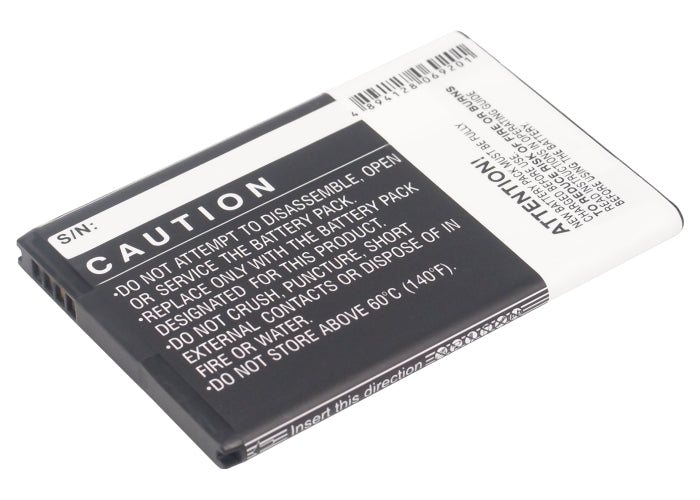 S/N:
CAUTION
•DO NOT ATTEMPT TO DISASSEMBLE, OPEN
OR SERVICE THE BATTERY PACK.
•REPLACE ONLY WITH THE BATTERY PACK
DESIGNATED FOR THIS PRODUCT.
•DO NOT CRUSH, PUNCTURE, SHORT
EXTERNAL CONTACTS OR DISPOSE OF IN
FIRE OR WATER.
•DO NOT STORE ABOVE 60°C (140°F)
Insert this direction
4 894128 069201
ATTENTION!
NEW BATTERY PACK MUST BE FULLY
CHARGED BEFORE USE.
TO REDUCE RISK OF FIRE OR BURNS
READ INSTRUCTIONS IN OPERATING GUIDE
BEFORE USING THE BATTERY.